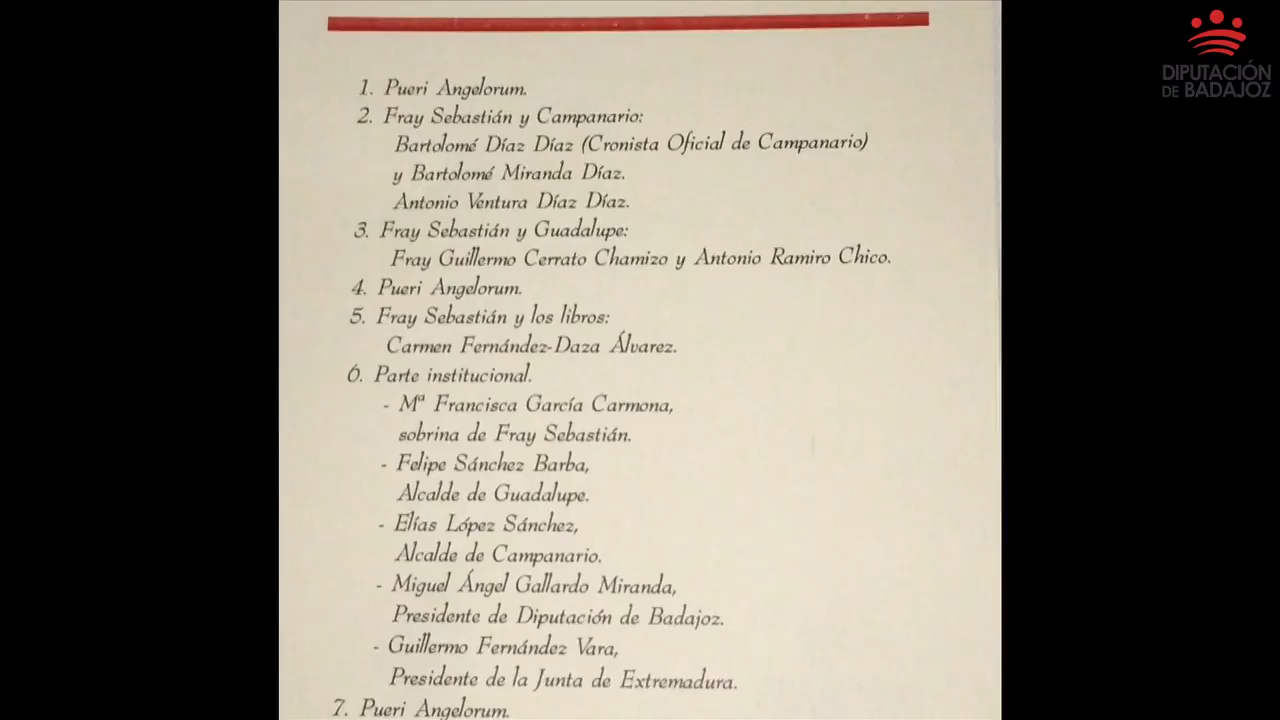 DIPUTACIÓN
DE BADAJOZ
1. Pueri Angelorum.
2. Fray Sebastián y Campanario:
Bartolomé Díaz Díaz (Cronista Oficial de Campanario)
y Bartolomé Miranda Díaz.
Antonio Ventura Díaz Díaz.
3. Fray Sebastián y Guadalupe:
Fray Guillermo Cerrato Chamizo y Antonio Ramiro Chico.
4. Pueri Angelorum.
5. Fray Sebastián y los libros:
Carmen Fernández-Daza Álvarez.
6. Parte institucional.
- Mª Francisca García Carmona,
sobrina de Fray Sebastián.
- Felipe Sánchez Barba,
Alcalde de Guadalupe.
- Elías López Sánchez,
Alcalde de Campanario.
- Miguel Ángel Gallardo Miranda,
Presidente de Diputación de Badajoz.
- Guillermo Fernández Vara,
Presidente de la Junta de Extremadura.
7. Pueri Angelorum.